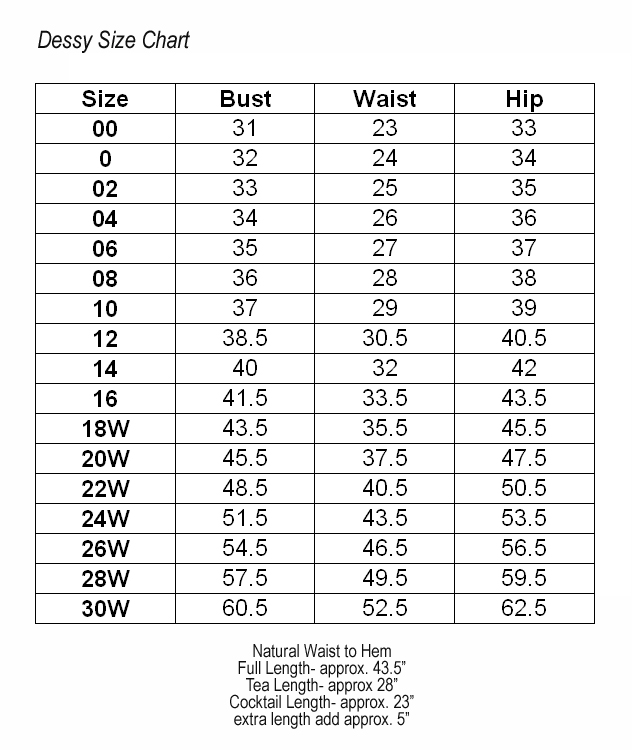 Dessy Size Chart
Size Bust Waist Hip
00 31 23 33
0 32 24 34
02 33 25 35
04 34 26 36
06 35 27 37
08 36 28 38
10 37 29 39
12 38.5 30.5 40.5
14 40 32 42
16 41.5 33.5 43.5
18W 43.5 35.5 45.5
20W 45.5 37.5 47.5
22W 48.5 40.5 50.5
24W 51.5 43.5 53.5
26W 54.5 46.5 56.5
28W 57.5 49.5 59.5
30W 60.5 52.5 62.5
Natural Waist to Hem
Full Length- approx. 43.5”
Tea Length- approx 28”
Cocktail Length- approx. 23”
extra length add approx. 5”